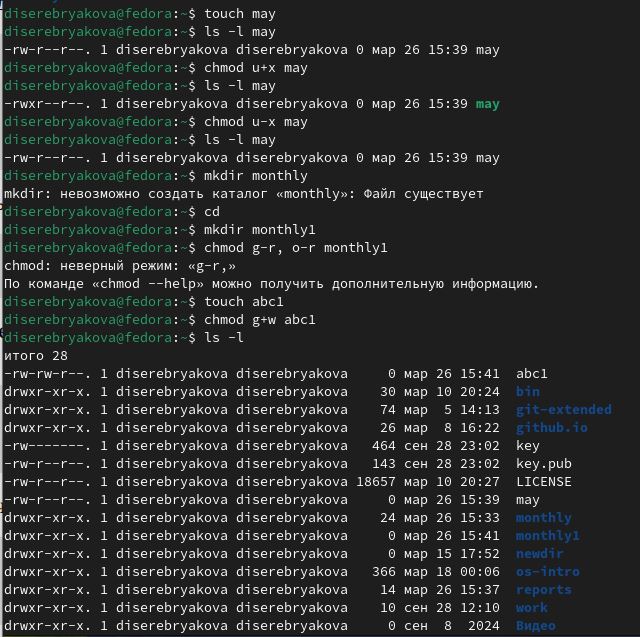 diserebryakova@fedora:~$ touch may
diserebryakova@fedora:~$ ls -l may
-rw-r--r--. 1 diserebryakova diserebryakova 0 мар 26 15:39 may
diserebryakova@fedora:~$ chmod u+x may
diserebryakova@fedora:~$ ls -l may
-rwxr--r--. 1 diserebryakova diserebryakova 0 мар 26 15:39 may
diserebryakova@fedora:~$ chmod u-x may
diserebryakova@fedora:~$ ls -l may
-rw-r--r--. 1 diserebryakova diserebryakova 0 мар 26 15:39 may
diserebryakova@fedora:~$ mkdir monthly
mkdir: невозможно создать каталог «monthly»: Файл существует
diserebryakova@fedora:~$ cd
diserebryakova@fedora:~$ mkdir monthly1
diserebryakova@fedora:~$ chmod g-r, o-r monthly1
chmod: неверный режим: «g-r,»
По команде «chmod --help» можно получить дополнительную информацию.
diserebryakova@fedora:~$ touch abc1
diserebryakova@fedora:~$ chmod g+w abc1
diserebryakova@fedora:~$ ls -l
итого 28
-rw-rw-r--. 1 diserebryakova diserebryakova     0 мар 26 15:41  abc1
drwxr-xr-x. 1 diserebryakova diserebryakova    30 мар 10 20:24  bin
drwxr-xr-x. 1 diserebryakova diserebryakova    74 мар  5 14:13  git-extended
drwxr-xr-x. 1 diserebryakova diserebryakova    26 мар  8 16:22  github.io
-rw-------. 1 diserebryakova diserebryakova   464 сен 28 23:02  key
-rw-r--r--. 1 diserebryakova diserebryakova   143 сен 28 23:02  key.pub
-rw-r--r--. 1 diserebryakova diserebryakova 18657 мар 10 20:27  LICENSE
-rw-r--r--. 1 diserebryakova diserebryakova     0 мар 26 15:39  may
drwxr-xr-x. 1 diserebryakova diserebryakova    24 мар 26 15:33  monthly
drwxr-xr-x. 1 diserebryakova diserebryakova     0 мар 26 15:41  monthly1
drwxr-xr-x. 1 diserebryakova diserebryakova     0 мар 15 17:52  newdir
drwxr-xr-x. 1 diserebryakova diserebryakova   366 мар 18 00:06  os-intro
drwxr-xr-x. 1 diserebryakova diserebryakova    14 мар 26 15:37  reports
drwxr-xr-x. 1 diserebryakova diserebryakova    10 сен 28 12:10  work
drwxr-xr-x. 1 diserebryakova diserebryakova     0 сен  8  2024  Видео